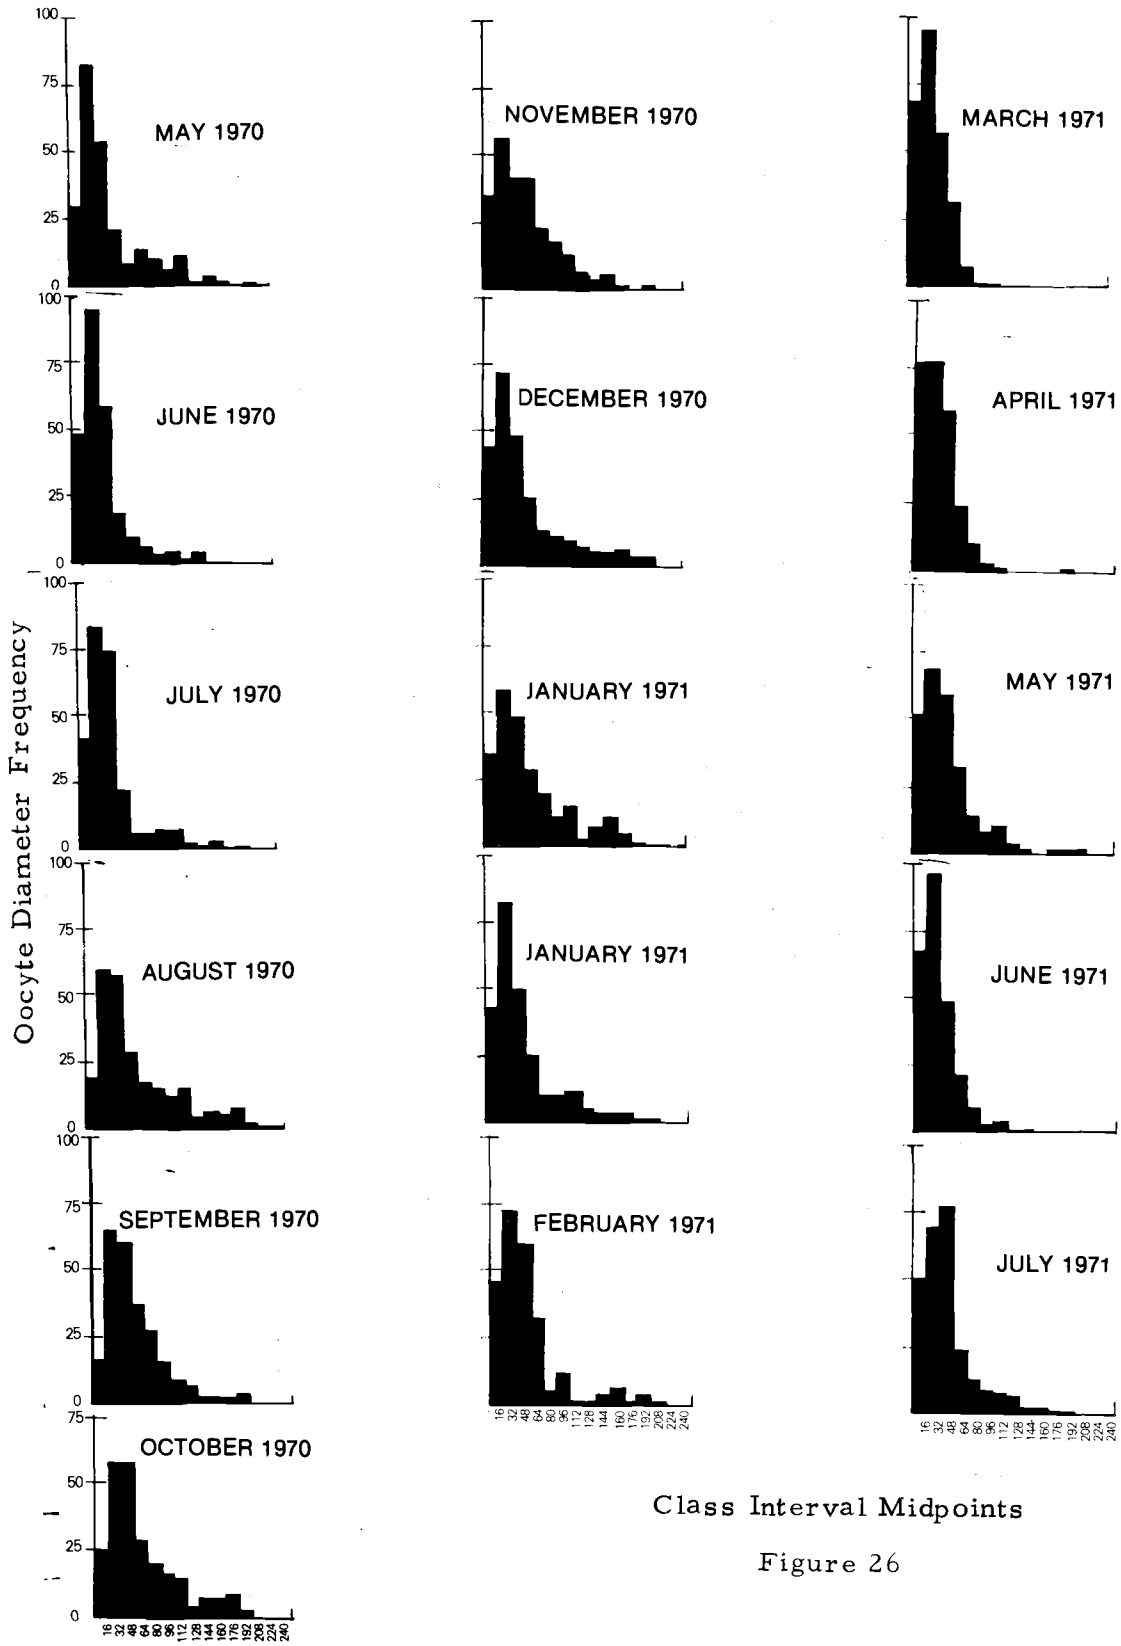 Oocyte Diameter Frequency
100
75
50
25
0
MAY 1970
100
75
50
25
0
JUNE 1970
100
75
50
25
0
JULY 1970
100
75
50
25
0
AUGUST 1970
100
75
50
25
0
SEPTEMBER 1970
75
50
25
0
OCTOBER 1970
16 32 48 64 80 96 112 128 144 160 176 192 208 224 240
NOVEMBER 1970
DECEMBER 1970
JANUARY 1971
JANUARY 1971
FEBRUARY 1971
16 32 48 64 80 96 112 128 144 160 176 192 208 224 240
MARCH 1971
APRIL 1971
MAY 1971
JUNE 1971
JULY 1971
16 32 48 64 80 96 112 128 144 160 176 192 208 224 240
Class Interval Midpoints
Figure 26